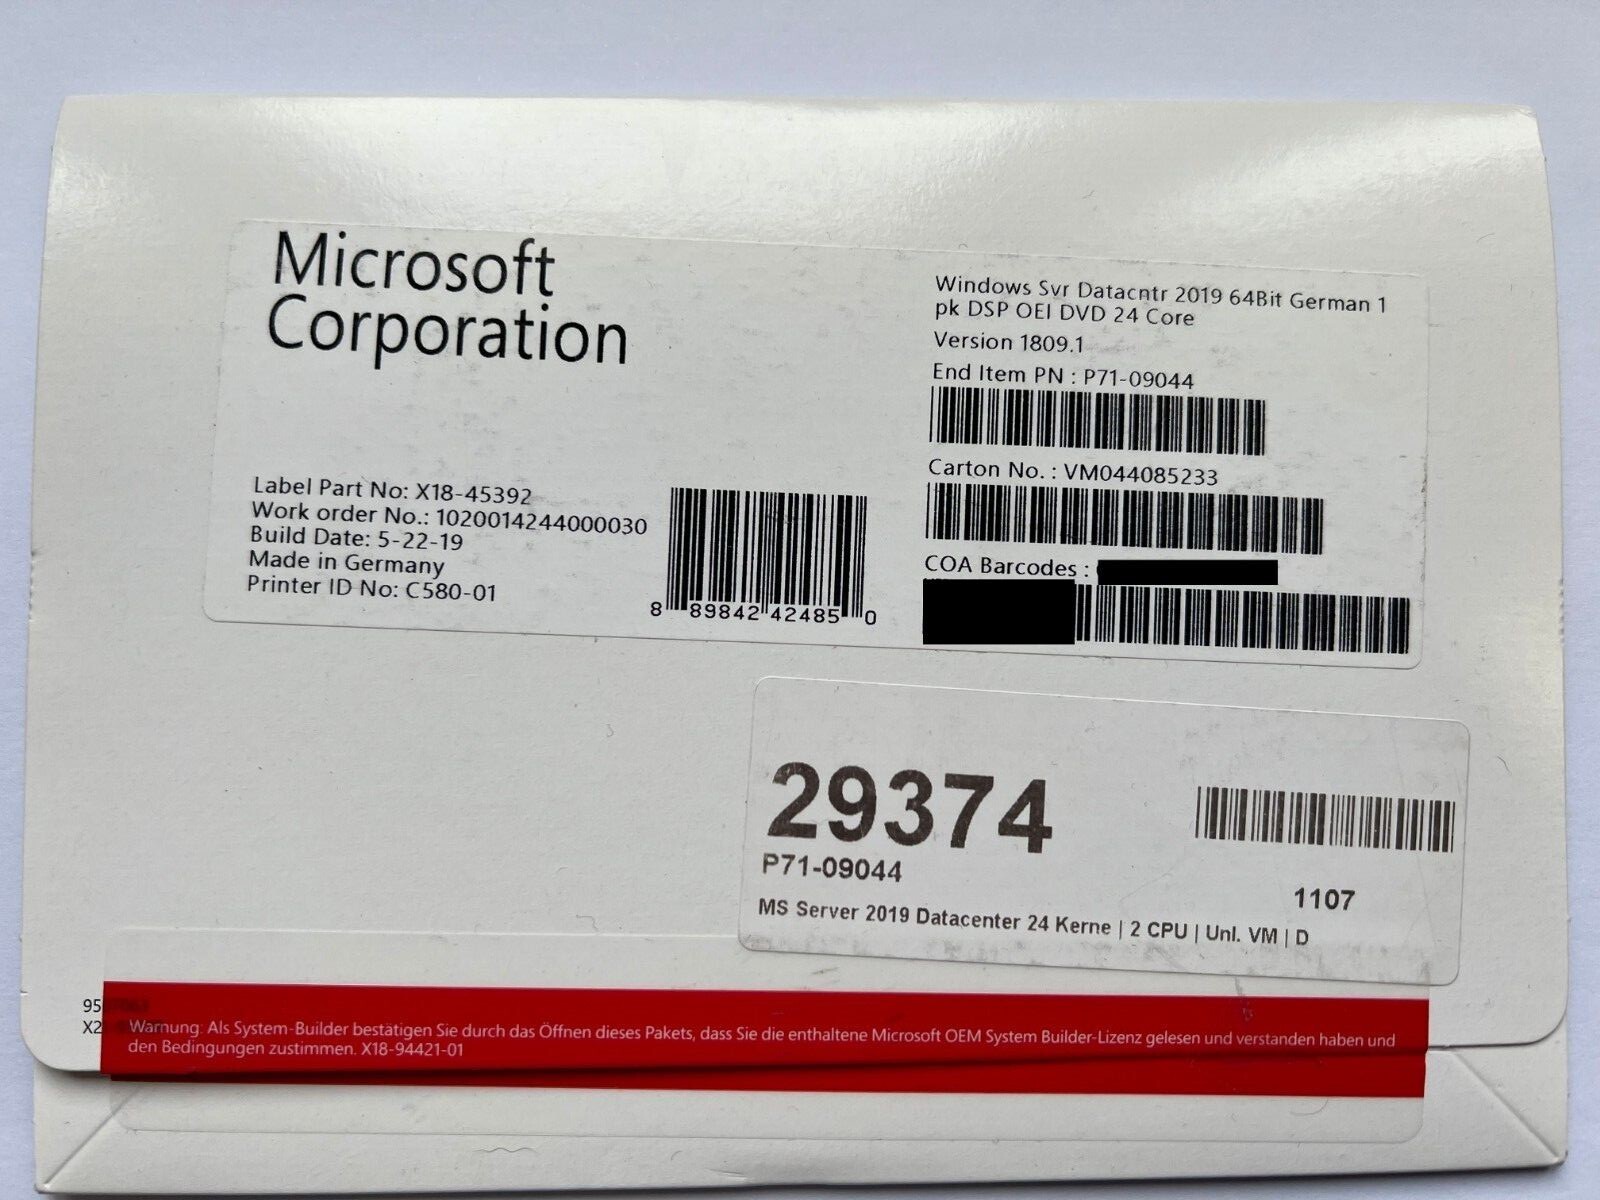 Microsoft
Corporation
Windows Svr Datacntr 2019 64Bit German 1
pk DSP OEI DVD 24 Core
Version 1809.1
End Item PN : P71-09044
Carton No. : VM044085233
COA Barcodes :
Label Part No: X18-45392
Work order No.: 1020014244000030
Build Date: 5-22-19
Made in Germany
Printer ID No: C580-01
8 89842 42485 0
29374
P71-09044
1107
MS Server 2019 Datacenter 24 Kerne | 2 CPU | Unl. VM | D
Warnung: Als System-Builder bestätigen Sie durch das Öffnen dieses Pakets, dass Sie die enthaltene Microsoft OEM System Builder-Lizenz gelesen und verstanden haben und
den Bedingungen zustimmen. X18-94421-01